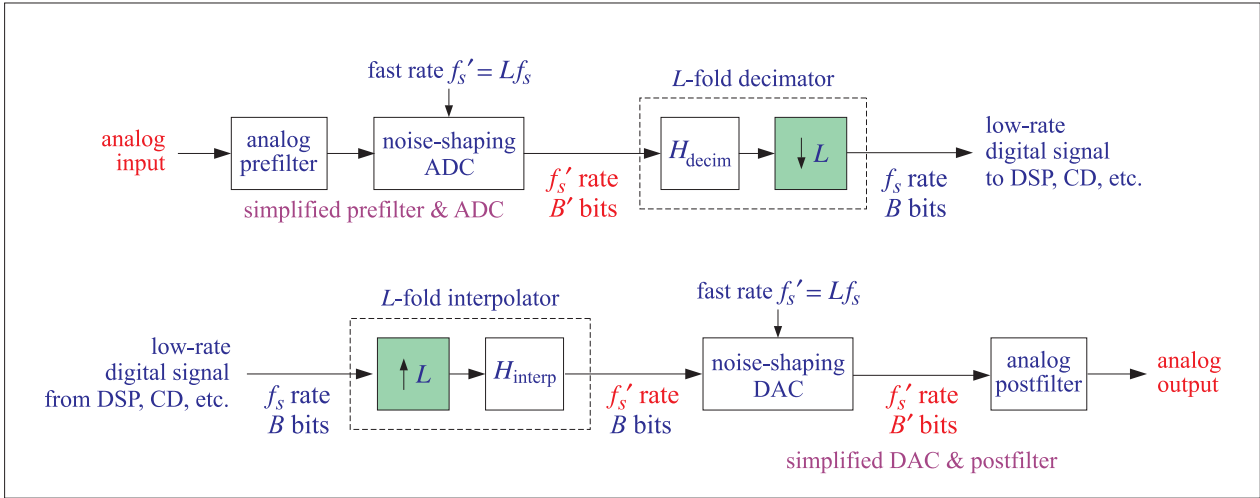 fast rate fs′ = Lfs
L-fold decimator
analog
input
analog
prefilter
noise-shaping
ADC
fs′ rate
B′ bits
Hdecim
↓ L
fs rate
B bits
low-rate
digital signal
to DSP, CD, etc.
simplified prefilter & ADC
L-fold interpolator
fast rate fs′ = Lfs
low-rate
digital signal
from DSP, CD, etc.
fs rate
B bits
↑ L
Hinterp
fs′ rate
B bits
noise-shaping
DAC
fs′ rate
B′ bits
analog
postfilter
analog
output
simplified DAC & postfilter